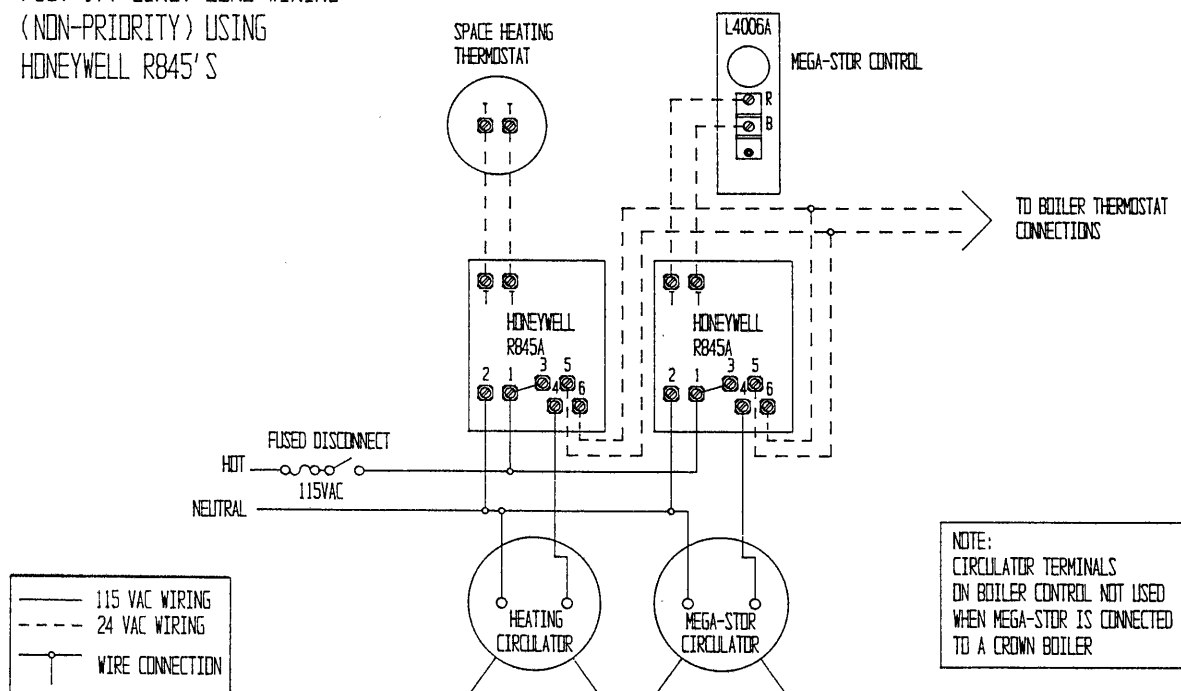 (NON-PRIORITY) USING
HONEYWELL R845'S
SPACE HEATING
THERMOSTAT
L4006A
MEGA-STOR CONTROL
R
B
T T
TO BOILER THERMOSTAT
CONNECTIONS
T T
HONEYWELL
R845A
2 1 3 5
4 6
T T
HONEYWELL
R845A
2 1 3 5
4 6
FUSED DISCONNECT
HOT
115VAC
NEUTRAL
HEATING
CIRCULATOR
MEGA-STOR
CIRCULATOR
115 VAC WIRING
24 VAC WIRING
WIRE CONNECTION
NOTE:
CIRCULATOR TERMINALS
ON BOILER CONTROL NOT USED
WHEN MEGA-STOR IS CONNECTED
TO A CROWN BOILER